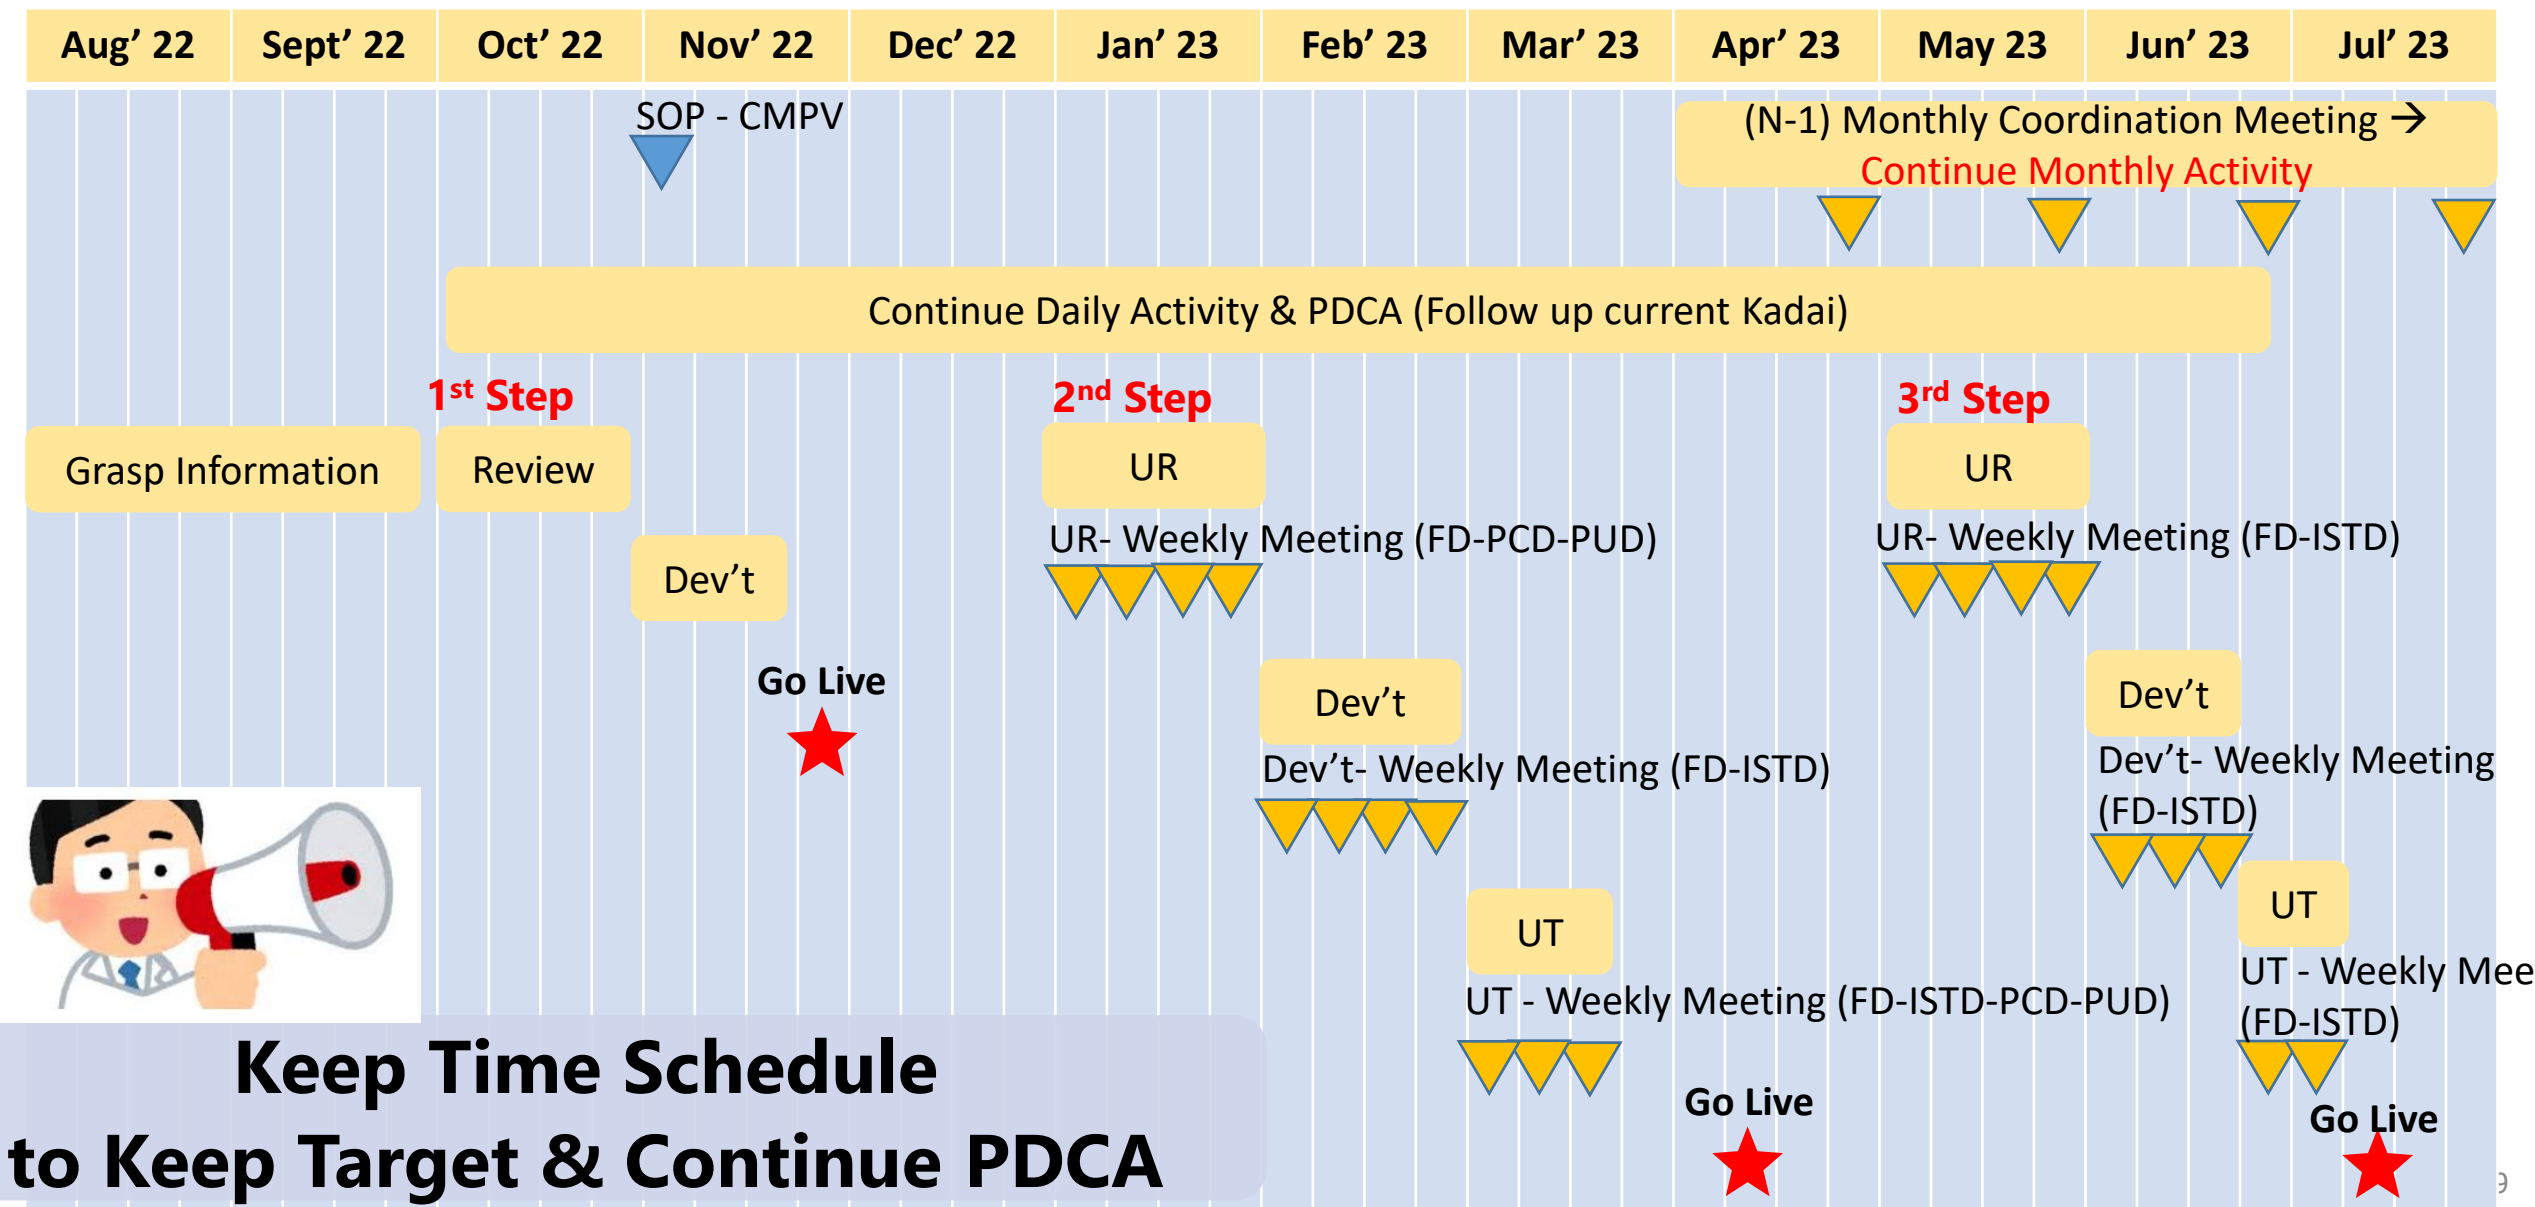 Aug’ 22 Sept’ 22 Oct’ 22 Nov’ 22 Dec’ 22 Jan’ 23 Feb’ 23 Mar’ 23 Apr’ 23 May 23 Jun’ 23 Jul’ 23
SOP - CMPV
(N-1) Monthly Coordination Meeting →
Continue Monthly Activity
Continue Daily Activity & PDCA (Follow up current Kadai)
1st Step
2nd Step
3rd Step
Grasp Information
Review
UR
UR
UR- Weekly Meeting (FD-PCD-PUD)
UR- Weekly Meeting (FD-ISTD)
Dev’t
Go Live
Dev’t
Dev’t
Dev’t- Weekly Meeting (FD-ISTD)
Dev’t- Weekly Meeting
(FD-ISTD)
UT
UT
UT - Weekly Meeting (FD-ISTD-PCD-PUD)
UT - Weekly Mee
(FD-ISTD)
Go Live
Go Live
Keep Time Schedule
to Keep Target & Continue PDCA
9